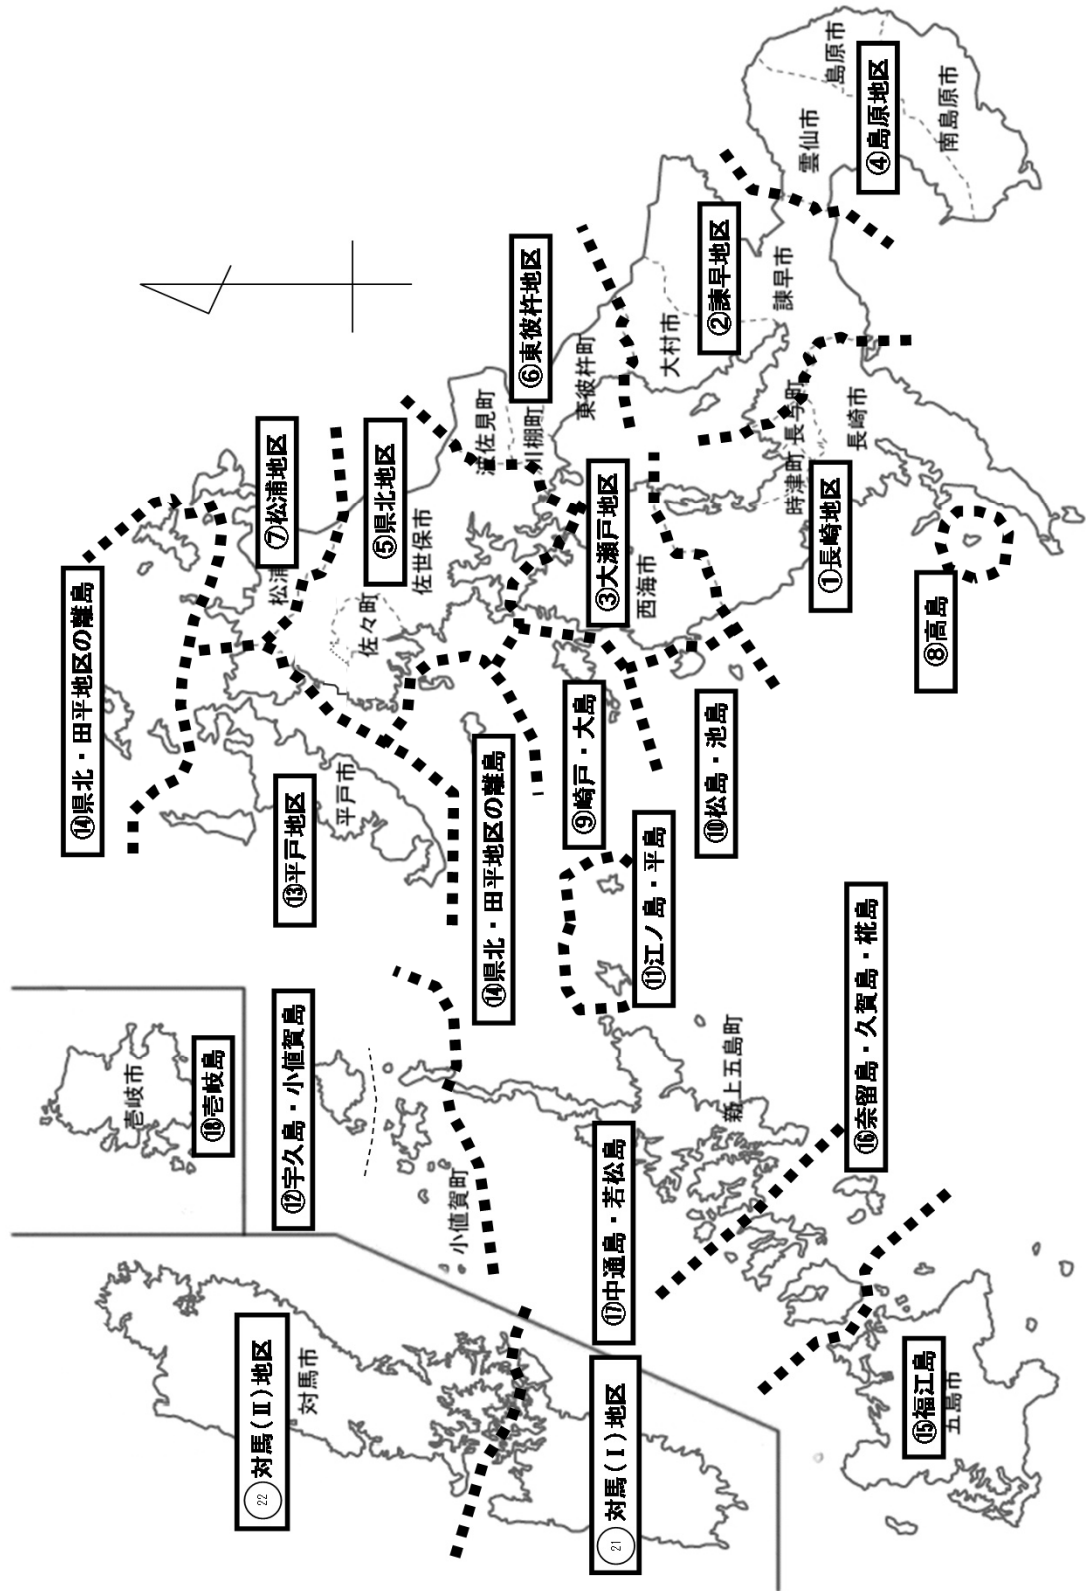 ⑭県北・田平地区の離島
⑦松浦地区
松浦
⑤県北地区
佐世保市
佐々町
⑥東彼杵地区
波佐見町
川棚町
東彼杵町
大村市
②諫早地区
諫早市
島原市
雲仙市
④島原地区
南島原市
③大瀬戸地区
西海市
時津町
長与町
長崎市
①長崎地区
⑧高島
⑬平戸地区
平戸市
⑭県北・田平地区の離島
⑨崎戸・大島
⑩松島・池島
⑪江ノ島・平島
壱岐市
⑱壱岐島
⑫宇久島・小値賀島
小値賀町
新上五島町
⑰中通島・若松島
⑯奈留島・久賀島・椛島
⑮福江島
五島市
22 対馬(Ⅱ)地区
対馬市
21 対馬(Ⅰ)地区